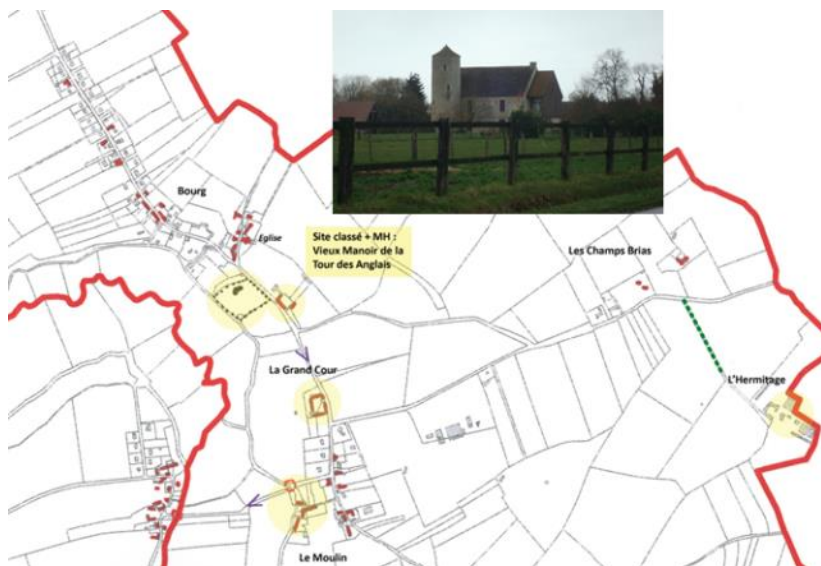 Bourg
Eglise
Site classé + MH :
Vieux Manoir de la
Tour des Anglais
Les Champs Brias
La Grand Cour
L'Hermitage
Le Moulin